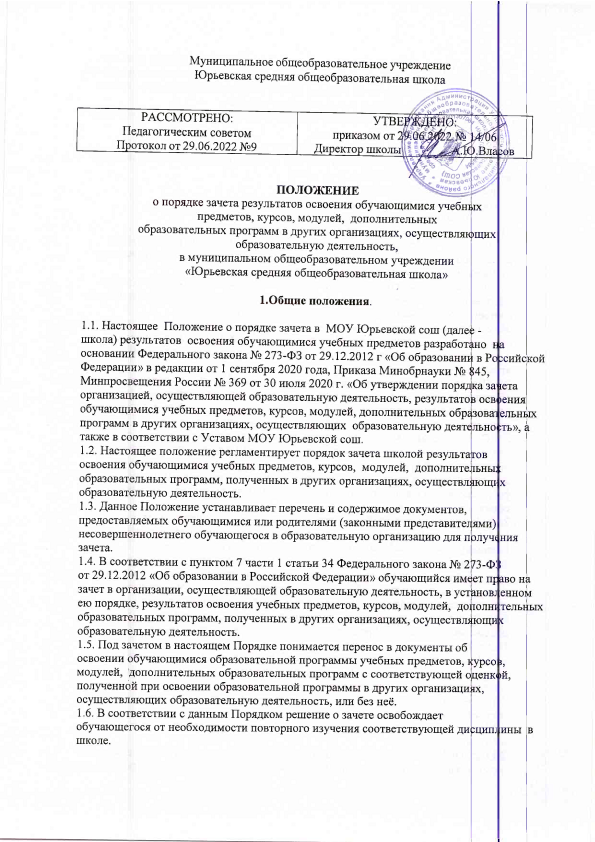 Муниципальное общеобразовательное учреждение
Юрьевская средняя общеобразовательная школа
РАССМОТРЕНО:
Педагогическим советом
Протокол от 29.06.2022 №9
УТВЕРЖДЕНО:
приказом от 29.06.2022 № 14/06
Директор школы А.Ю.Власов
ПОЛОЖЕНИЕ
о порядке зачета результатов освоения обучающимися учебных
предметов, курсов, модулей, дополнительных
образовательных программ в других организациях, осуществляющих
образовательную деятельность,
в муниципальном общеобразовательном учреждении
«Юрьевская средняя общеобразовательная школа»
1.Общие положения.
1.1. Настоящее Положение о порядке зачета в МОУ Юрьевской сош (далее -
школа) результатов освоения обучающимися учебных предметов разработано на
основании Федерального закона № 273-ФЗ от 29.12.2012 г «Об образовании в Российской
Федерации» в редакции от 1 сентября 2020 года, Приказа Минобрнауки № 845,
Минпросвещения России № 369 от 30 июля 2020 г. «Об утверждении порядка зачета
организацией, осуществляющей образовательную деятельность, результатов освоения
обучающимися учебных предметов, курсов, модулей, дополнительных образовательных
программ в других организациях, осуществляющих образовательную деятельность», а
также в соответствии с Уставом МОУ Юрьевской сош.
1.2. Настоящее положение регламентирует порядок зачета школой результатов
освоения обучающимися учебных предметов, курсов, модулей, дополнительных
образовательных программ, полученных в других организациях, осуществляющих
образовательную деятельность.
1.3. Данное Положение устанавливает перечень и содержимое документов,
предоставляемых обучающимися или родителями (законными представителями)
несовершеннолетнего обучающегося в образовательную организацию для получения
зачета.
1.4. В соответствии с пунктом 7 части 1 статьи 34 Федерального закона № 273-ФЗ
от 29.12.2012 «Об образовании в Российской Федерации» обучающийся имеет право на
зачет в организации, осуществляющей образовательную деятельность, в установленном
ею порядке, результатов освоения учебных предметов, курсов, модулей, дополнительных
образовательных программ, полученных в других организациях, осуществляющих
образовательную деятельность.
1.5. Под зачетом в настоящем Порядке понимается перенос в документы об
освоении обучающимися образовательной программы учебных предметов, курсов,
модулей, дополнительных образовательных программ с соответствующей оценкой,
полученной при освоении образовательной программы в других организациях,
осуществляющих образовательную деятельность, или без неё.
1.6. В соответствии с данным Порядком решение о зачете освобождает
обучающегося от необходимости повторного изучения соответствующей дисциплины в
школе.